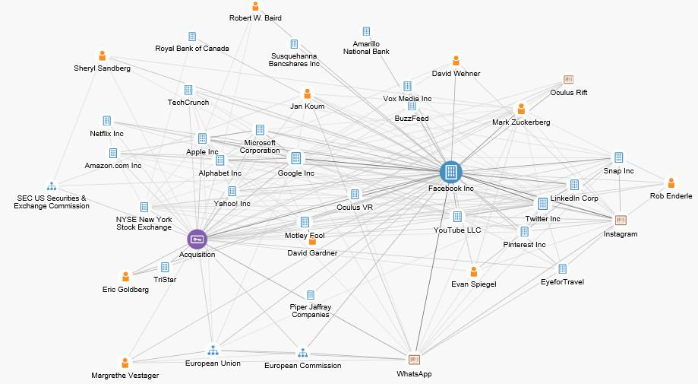 Robert W. Baird
Royal Bank of Canada
Susquehanna
Bancshares Inc
Amarillo
National Bank
Sheryl Sandberg
David Wehner
Oculus Rift
TechCrunch
Jan Koum
Vox Media Inc
BuzzFeed
Mark Zuckerberg
Netflix Inc
Apple Inc
Microsoft
Corporation
Amazon.com Inc
Alphabet Inc
Google Inc
Snap Inc
Facebook Inc
SEC US Securities &
Exchange Commission
Yahoo! Inc
Oculus VR
LinkedIn Corp
Rob Enderle
NYSE New York
Stock Exchange
Twitter Inc
YouTube LLC
Instagram
Motley Fool
Pinterest Inc
Acquisition
David Gardner
TriStar
Eric Goldberg
Evan Spiegel
EyeforTravel
Piper Jaffray
Companies
European Union
European Commission
Margrethe Vestager
WhatsApp